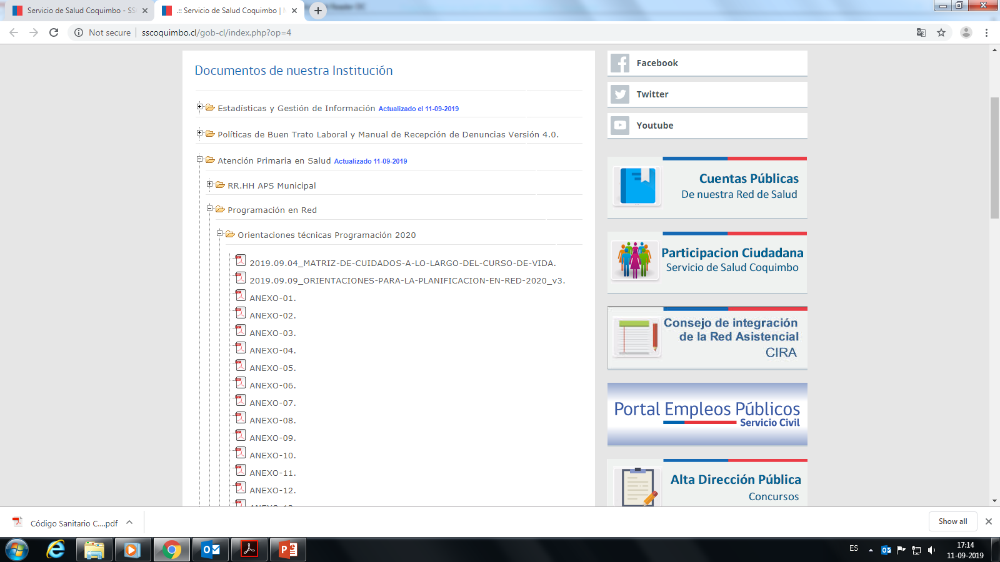 Servicio de Salud Coquimbo - SS
.:: Servicio de Salud Coquimbo |
Not secure
sscoquimbo.cl/gob-cl/index.php?op=4
Documentos de nuestra Institución
Estadísticas y Gestión de Información Actualizado el 11-09-2019
Políticas de Buen Trato Laboral y Manual de Recepción de Denuncias Versión 4.0.
Atención Primaria en Salud Actualizado 11-09-2019
RR.HH APS Municipal
Programación en Red
Orientaciones técnicas Programación 2020
2019.09.04_MATRIZ-DE-CUIDADOS-A-LO-LARGO-DEL-CURSO-DE-VIDA.
2019.09.09_ORIENTACIONES-PARA-LA-PLANIFICACION-EN-RED-2020_v3.
ANEXO-01.
ANEXO-02.
ANEXO-03.
ANEXO-04.
ANEXO-05.
ANEXO-06.
ANEXO-07.
ANEXO-08.
ANEXO-09.
ANEXO-10.
ANEXO-11.
ANEXO-12.
Facebook
Twitter
Youtube
Cuentas Públicas
De nuestra Red de Salud
Participacion Ciudadana
Servicio de Salud Coquimbo
Consejo de integración
de la Red Asistencial
CIRA
Portal Empleos Públicos
Servicio Civil
Alta Dirección Pública
Concursos
Código Sanitario C....pdf
Show all
ES
17:14
11-09-2019